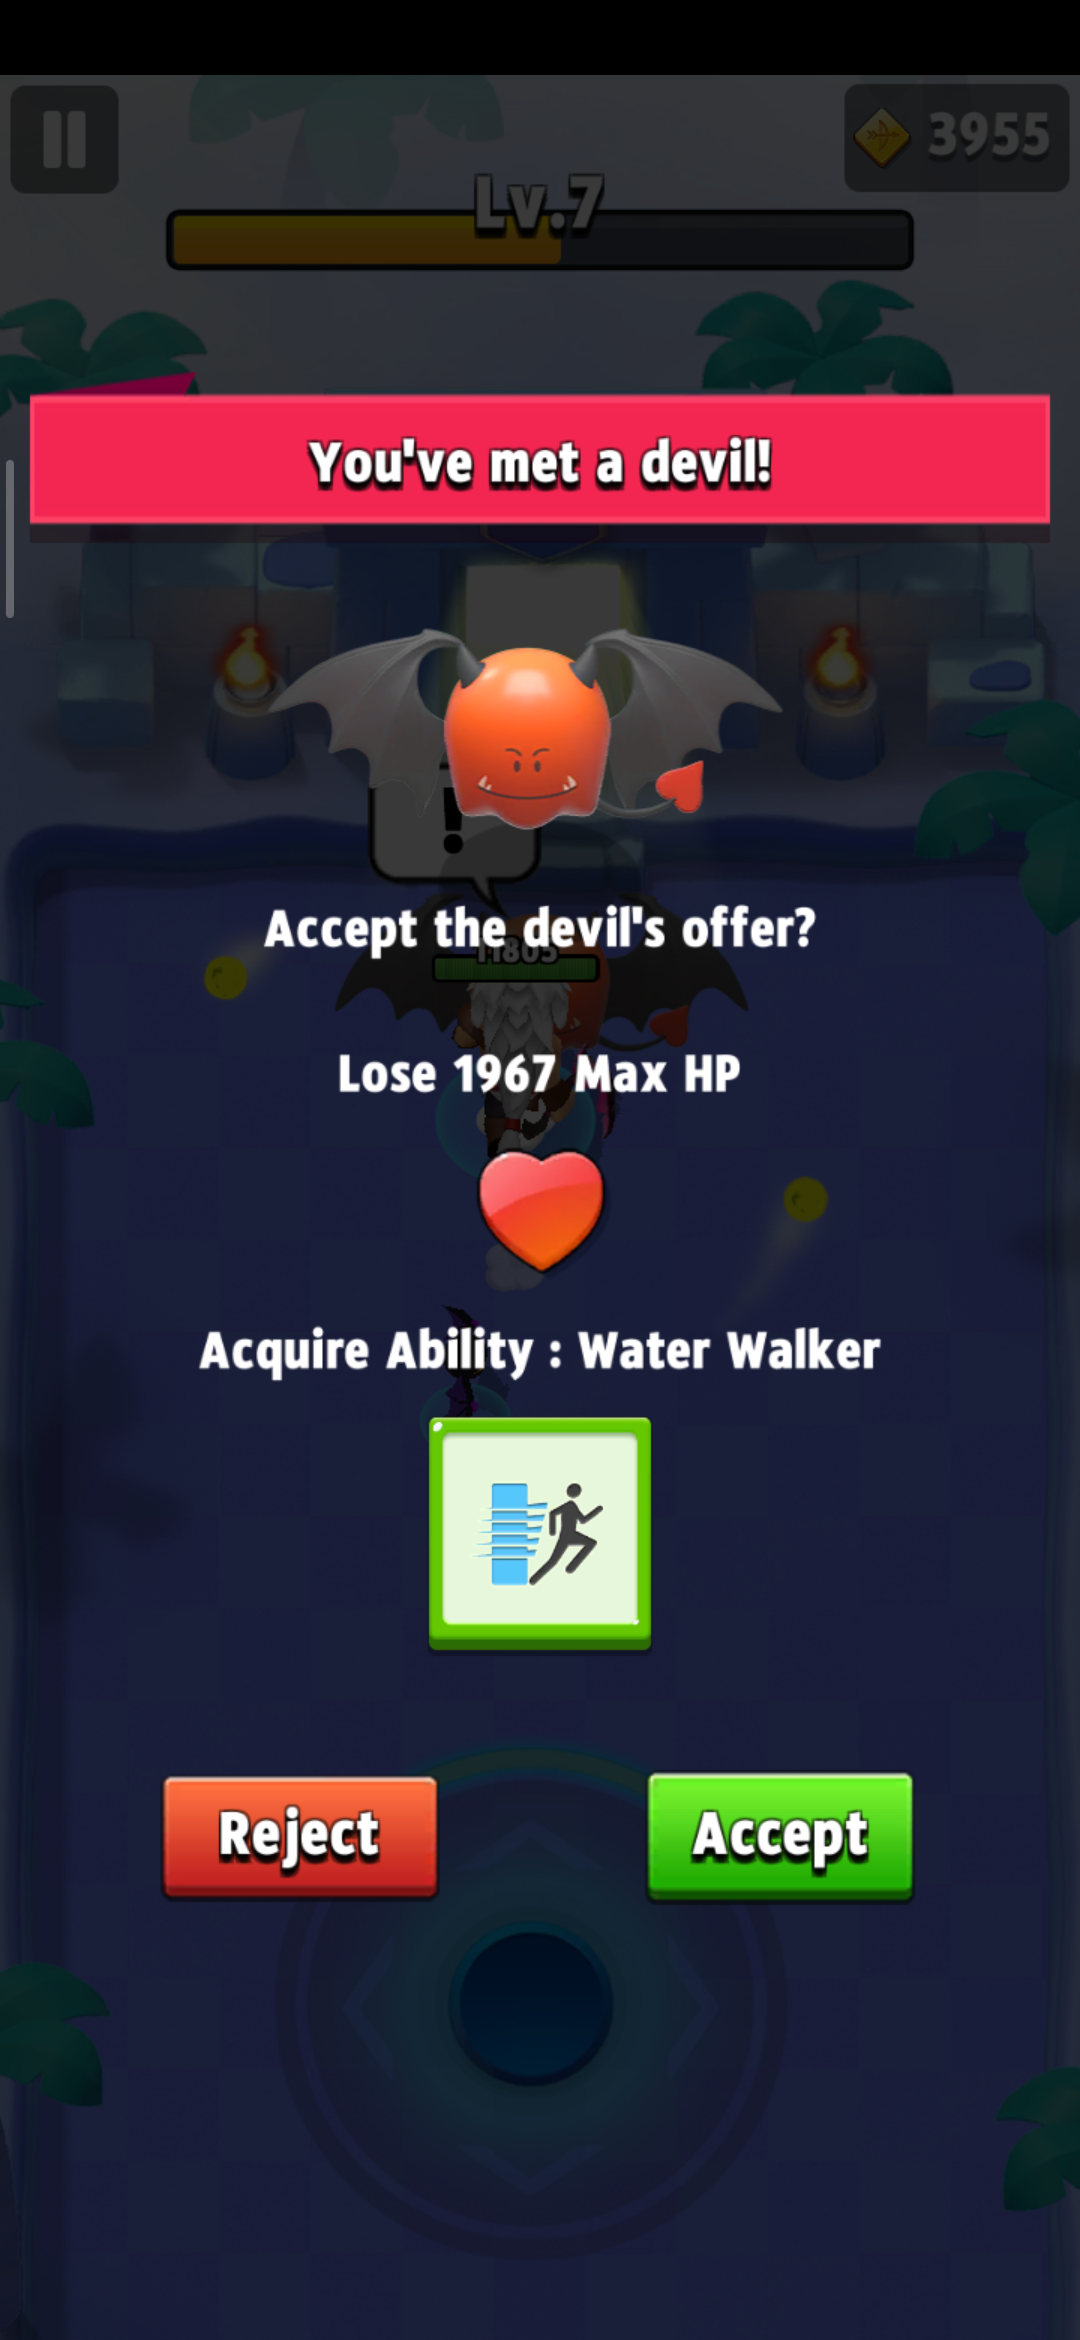 3955
Lv.7
You've met a devil!
!
Accept the devil's offer?
11805
Lose 1967 Max HP
Acquire Ability : Water Walker
Reject
Accept